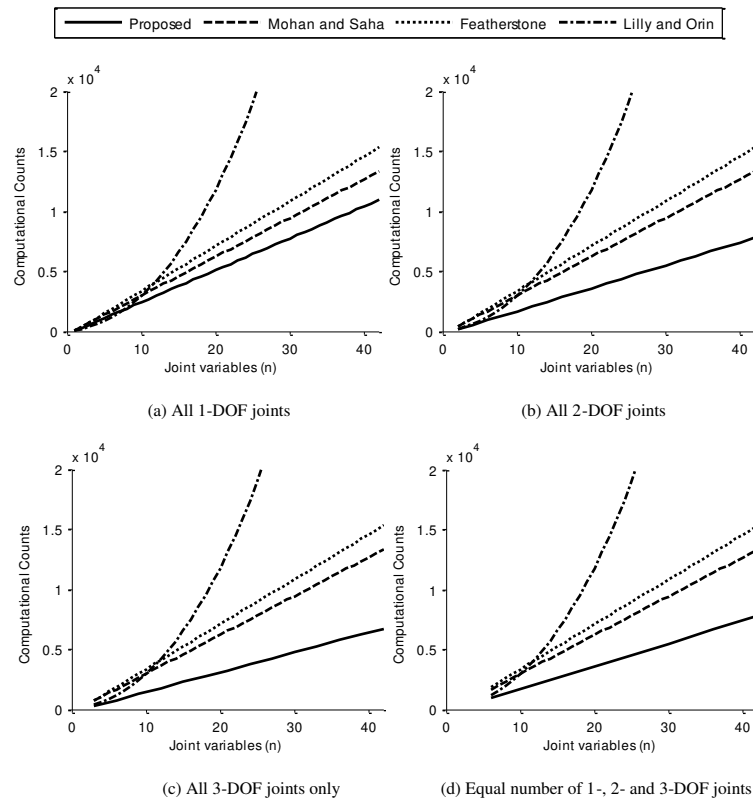 Proposed Mohan and Saha Featherstone Lilly and Orin
x 10^4
2
1.5
1
0.5
0
Computational Counts
0 10 20 30 40
Joint variables (n)
(a) All 1-DOF joints
x 10^4
2
1.5
1
0.5
0
Computational Counts
0 10 20 30 40
Joint variables (n)
(b) All 2-DOF joints
x 10^4
2
1.5
1
0.5
0
Computational Counts
0 10 20 30 40
Joint variables (n)
(c) All 3-DOF joints only
x 10^4
2
1.5
1
0.5
0
Computational Counts
0 10 20 30 40
Joint variables (n)
(d) Equal number of 1-, 2- and 3-DOF joints